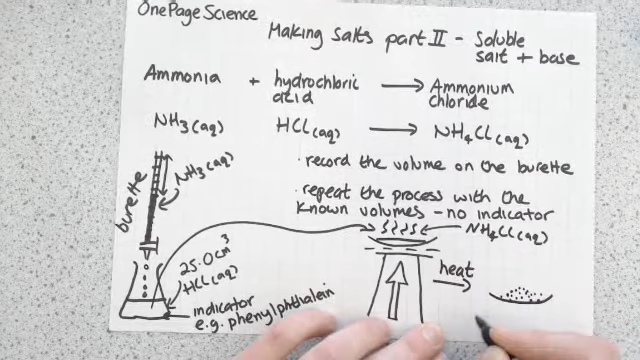 OnePage Science
Making Salts part II - Soluble
salt + base
Ammonia + hydrochloric acid → Ammonium chloride
NH₃(aq) HCl(aq) → NH₄Cl(aq)
· record the volume on the burette
· repeat the process with the
known volumes - no indicator
burette
NH₃(aq)
NH₄Cl(aq)
25.0cm³
HCl(aq)
heat
indicator
e.g. phenylphthalein